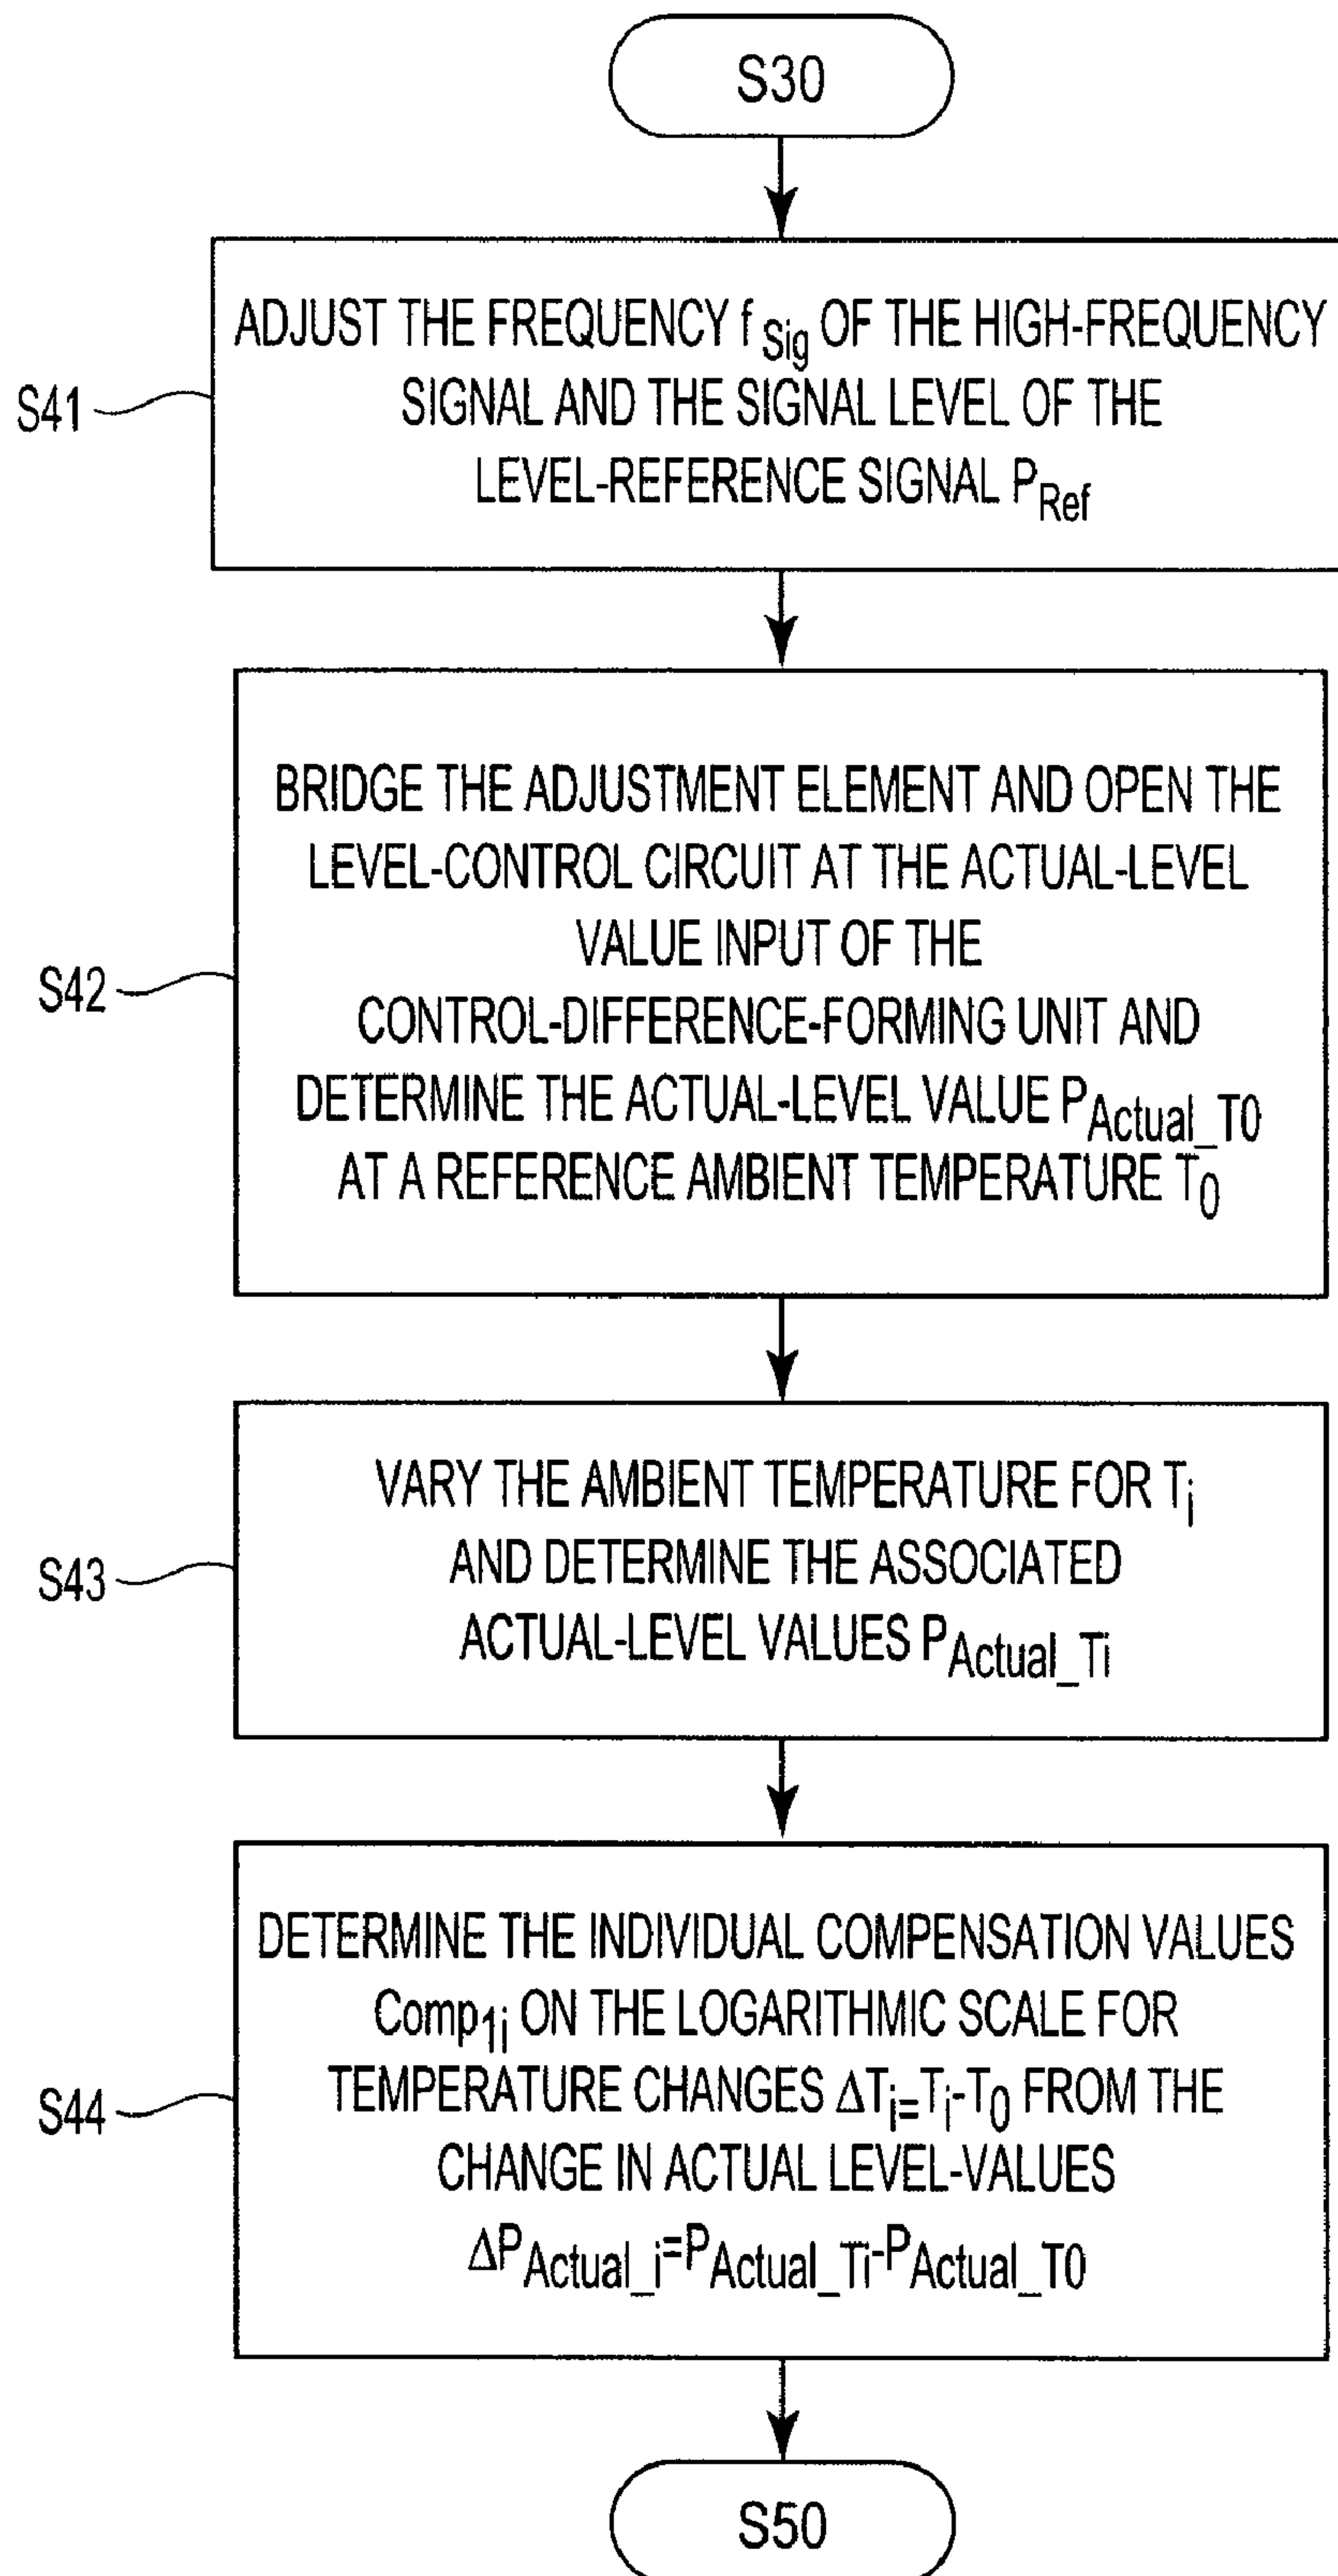 S30
S41
ADJUST THE FREQUENCY f Sig OF THE HIGH-FREQUENCY
SIGNAL AND THE SIGNAL LEVEL OF THE
LEVEL-REFERENCE SIGNAL PRef
S42
BRIDGE THE ADJUSTMENT ELEMENT AND OPEN THE
LEVEL-CONTROL CIRCUIT AT THE ACTUAL-LEVEL
VALUE INPUT OF THE
CONTROL-DIFFERENCE-FORMING UNIT AND
DETERMINE THE ACTUAL-LEVEL VALUE PActual_T0
AT A REFERENCE AMBIENT TEMPERATURE T0
S43
VARY THE AMBIENT TEMPERATURE FOR Ti
AND DETERMINE THE ASSOCIATED
ACTUAL-LEVEL VALUES PActual_Ti
S44
DETERMINE THE INDIVIDUAL COMPENSATION VALUES
Comp1i ON THE LOGARITHMIC SCALE FOR
TEMPERATURE CHANGES ΔTi=Ti-T0 FROM THE
CHANGE IN ACTUAL LEVEL-VALUES
ΔPActual_i=PActual_Ti-PActual_T0
S50